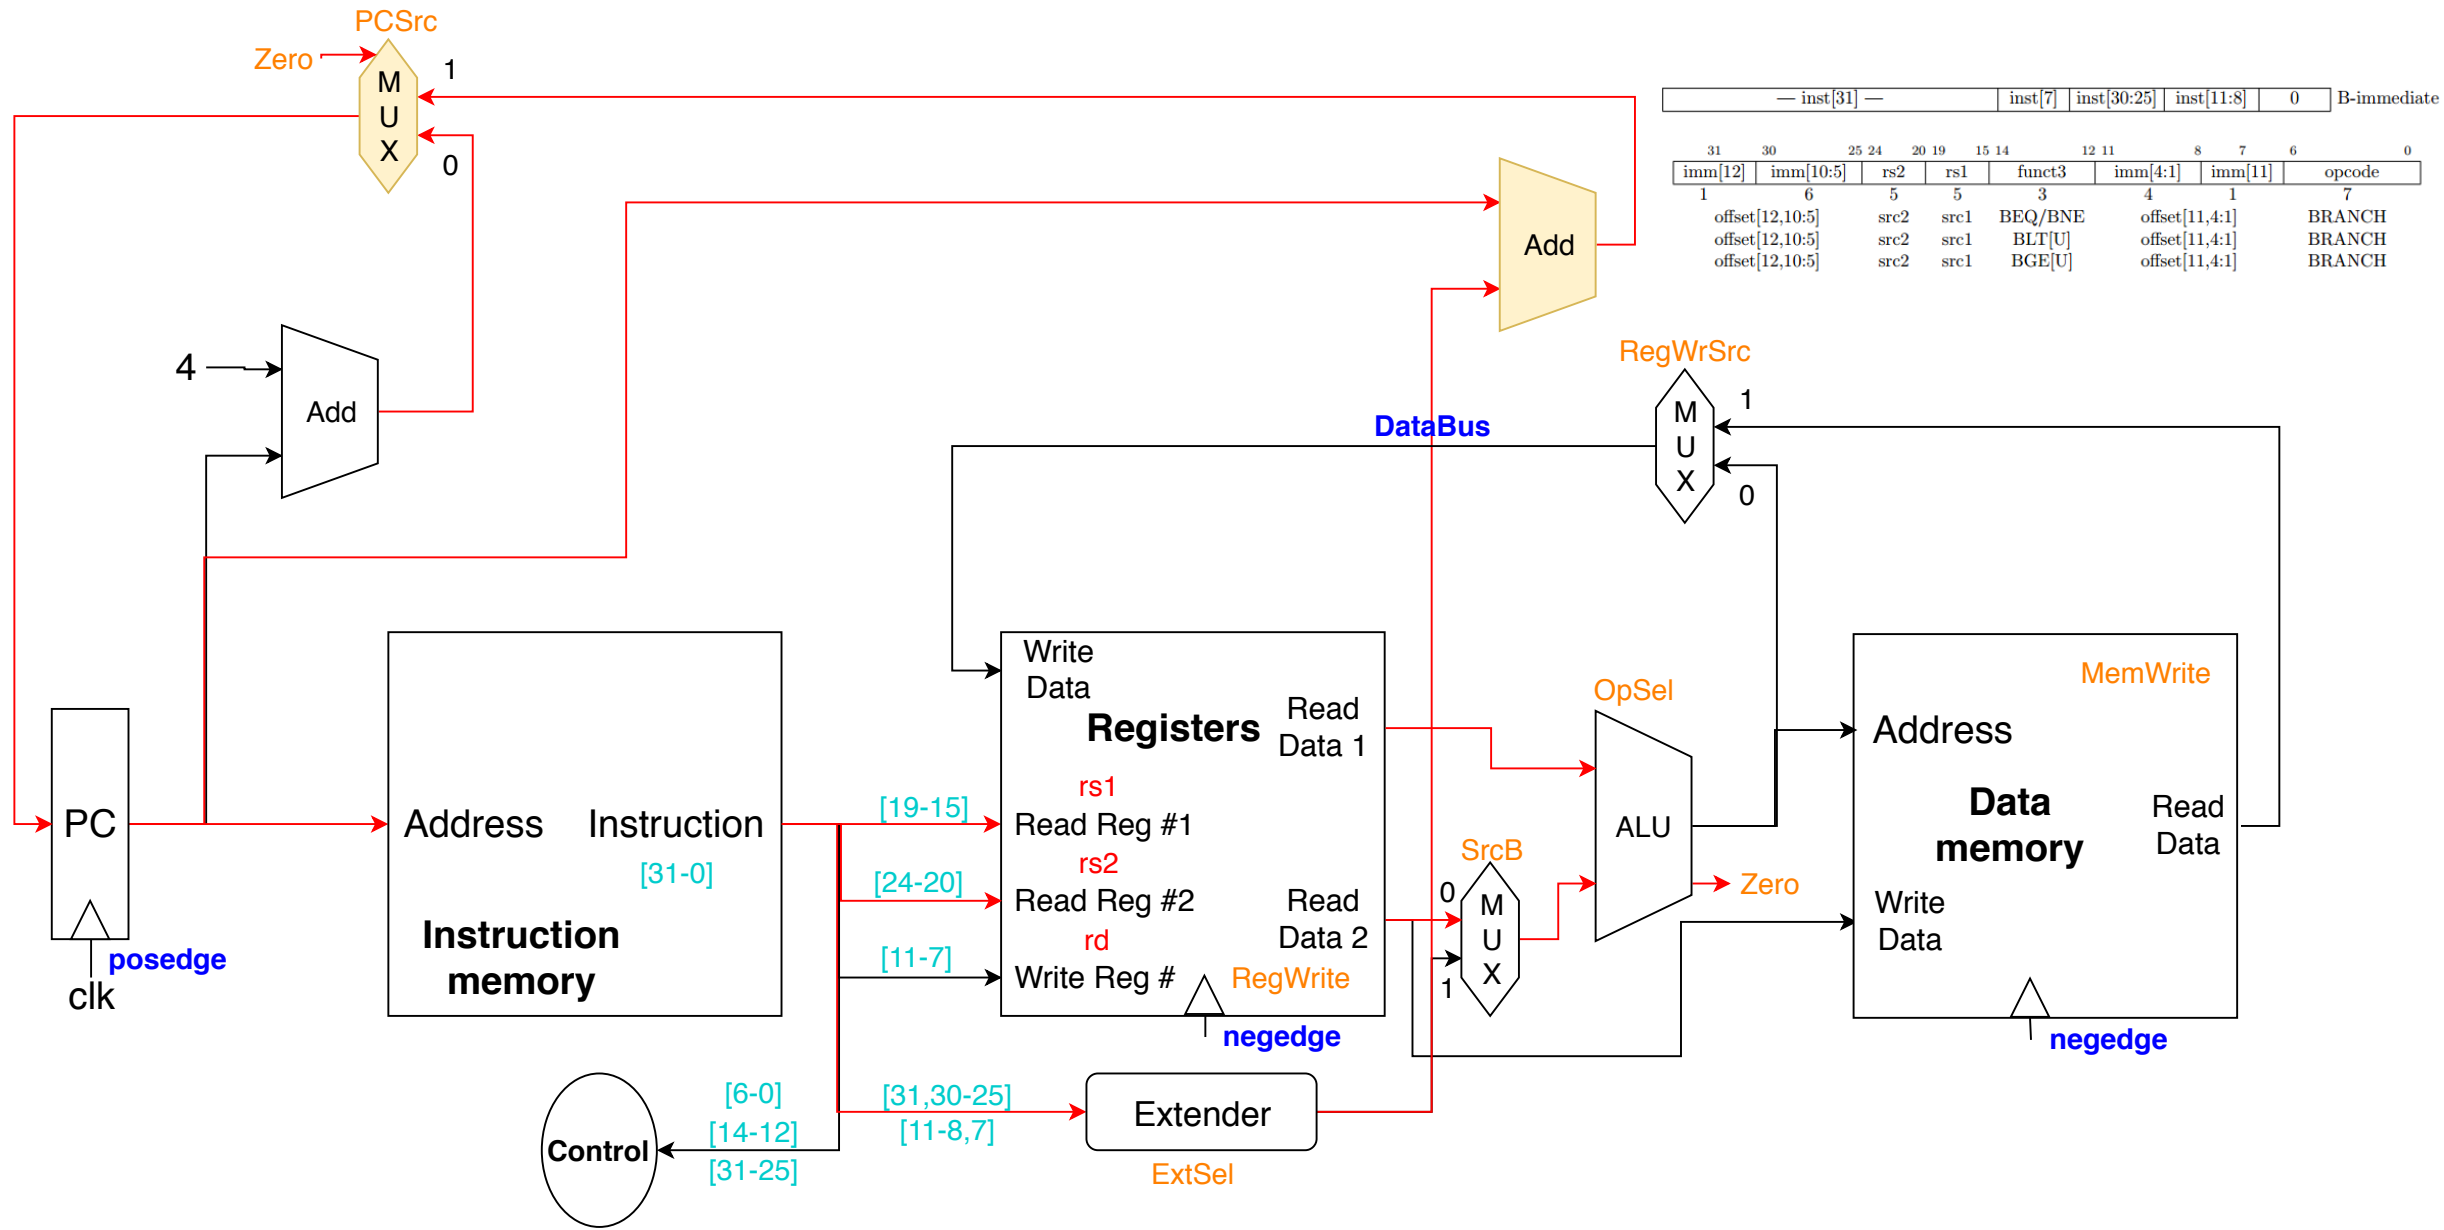 PCSrc
Zero
M
U
X
1
0
— inst[31] — inst[7] inst[30:25] inst[11:8] 0 B-immediate
31 30 25 24 20 19 15 14 12 11 8 7 6 0
imm[12] imm[10:5] rs2 rs1 funct3 imm[4:1] imm[11] opcode
1 6 5 5 3 4 1 7
offset[12,10:5] src2 src1 BEQ/BNE offset[11,4:1] BRANCH
offset[12,10:5] src2 src1 BLT[U] offset[11,4:1] BRANCH
offset[12,10:5] src2 src1 BGE[U] offset[11,4:1] BRANCH
Add
4
Add
RegWrSrc
M
U
X
1
0
DataBus
PC
posedge
clk
Address
Instruction
[31-0]
Instruction
memory
[19-15]
[24-20]
[11-7]
Write
Data
Registers
Read
Data 1
rs1
Read Reg #1
rs2
Read Reg #2
rd
Write Reg #
Read
Data 2
RegWrite
negedge
SrcB
0
M
U
X
1
OpSel
ALU
Zero
MemWrite
Address
Data
memory
Read
Data
Write
Data
negedge
Control
[6-0]
[14-12]
[31-25]
[31,30-25]
[11-8,7]
Extender
ExtSel